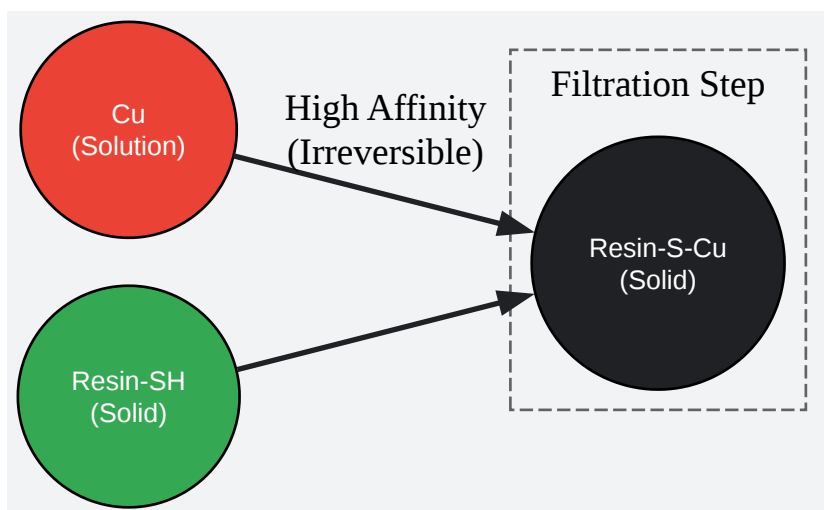 Cu
(Solution)
High Affinity
(Irreversible)
Filtration Step
Resin-S-Cu
(Solid)
Resin-SH
(Solid)